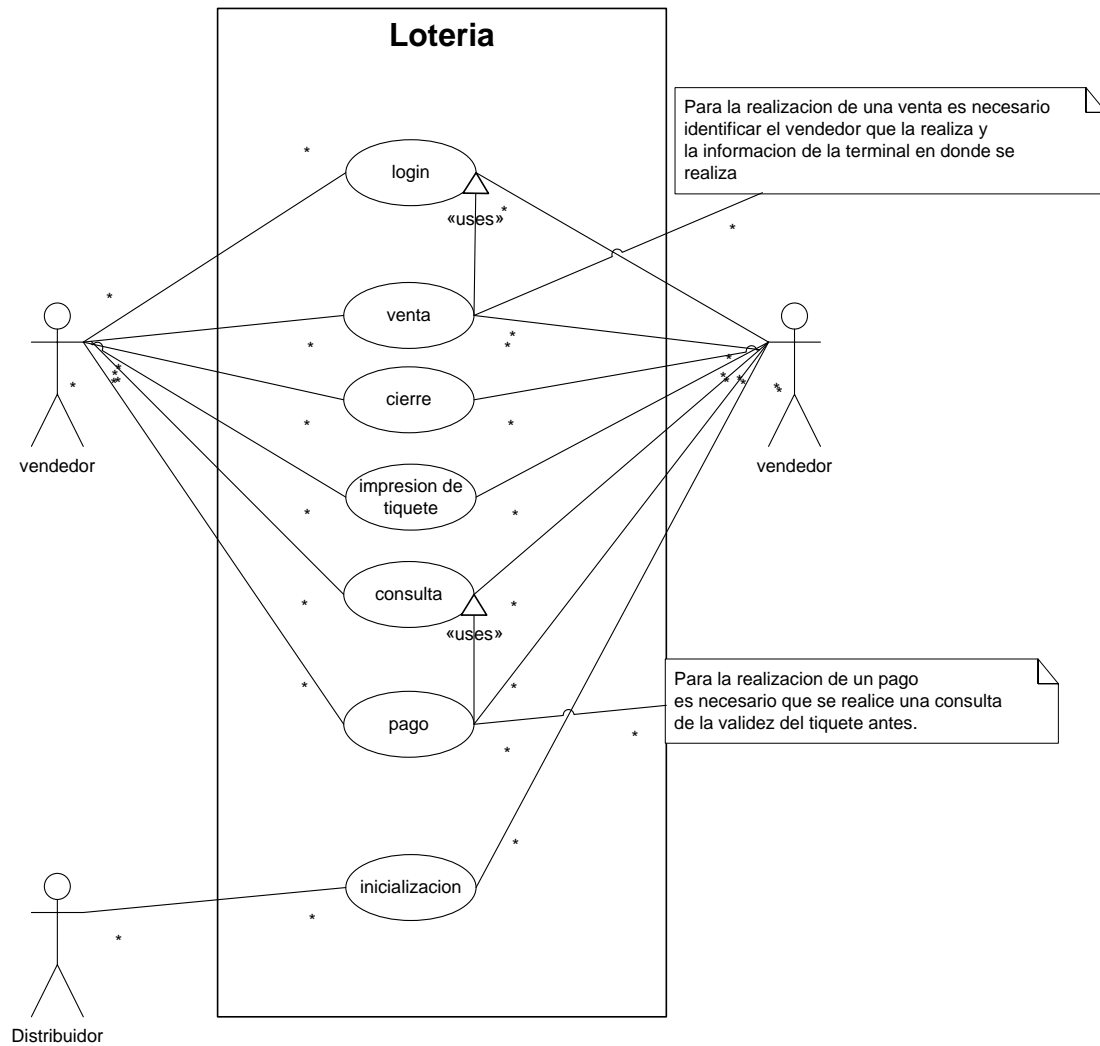 Loteria
Para la realizacion de una venta es necesario
identificar el vendedor que la realiza y
la informacion de la terminal en donde se
realiza
login
«uses»
venta
cierre
vendedor
vendedor
impresion de
tiquete
consulta
«uses»
Para la realizacion de un pago
es necesario que se realice una consulta
de la validez del tiquete antes.
pago
inicializacion
Distribuidor